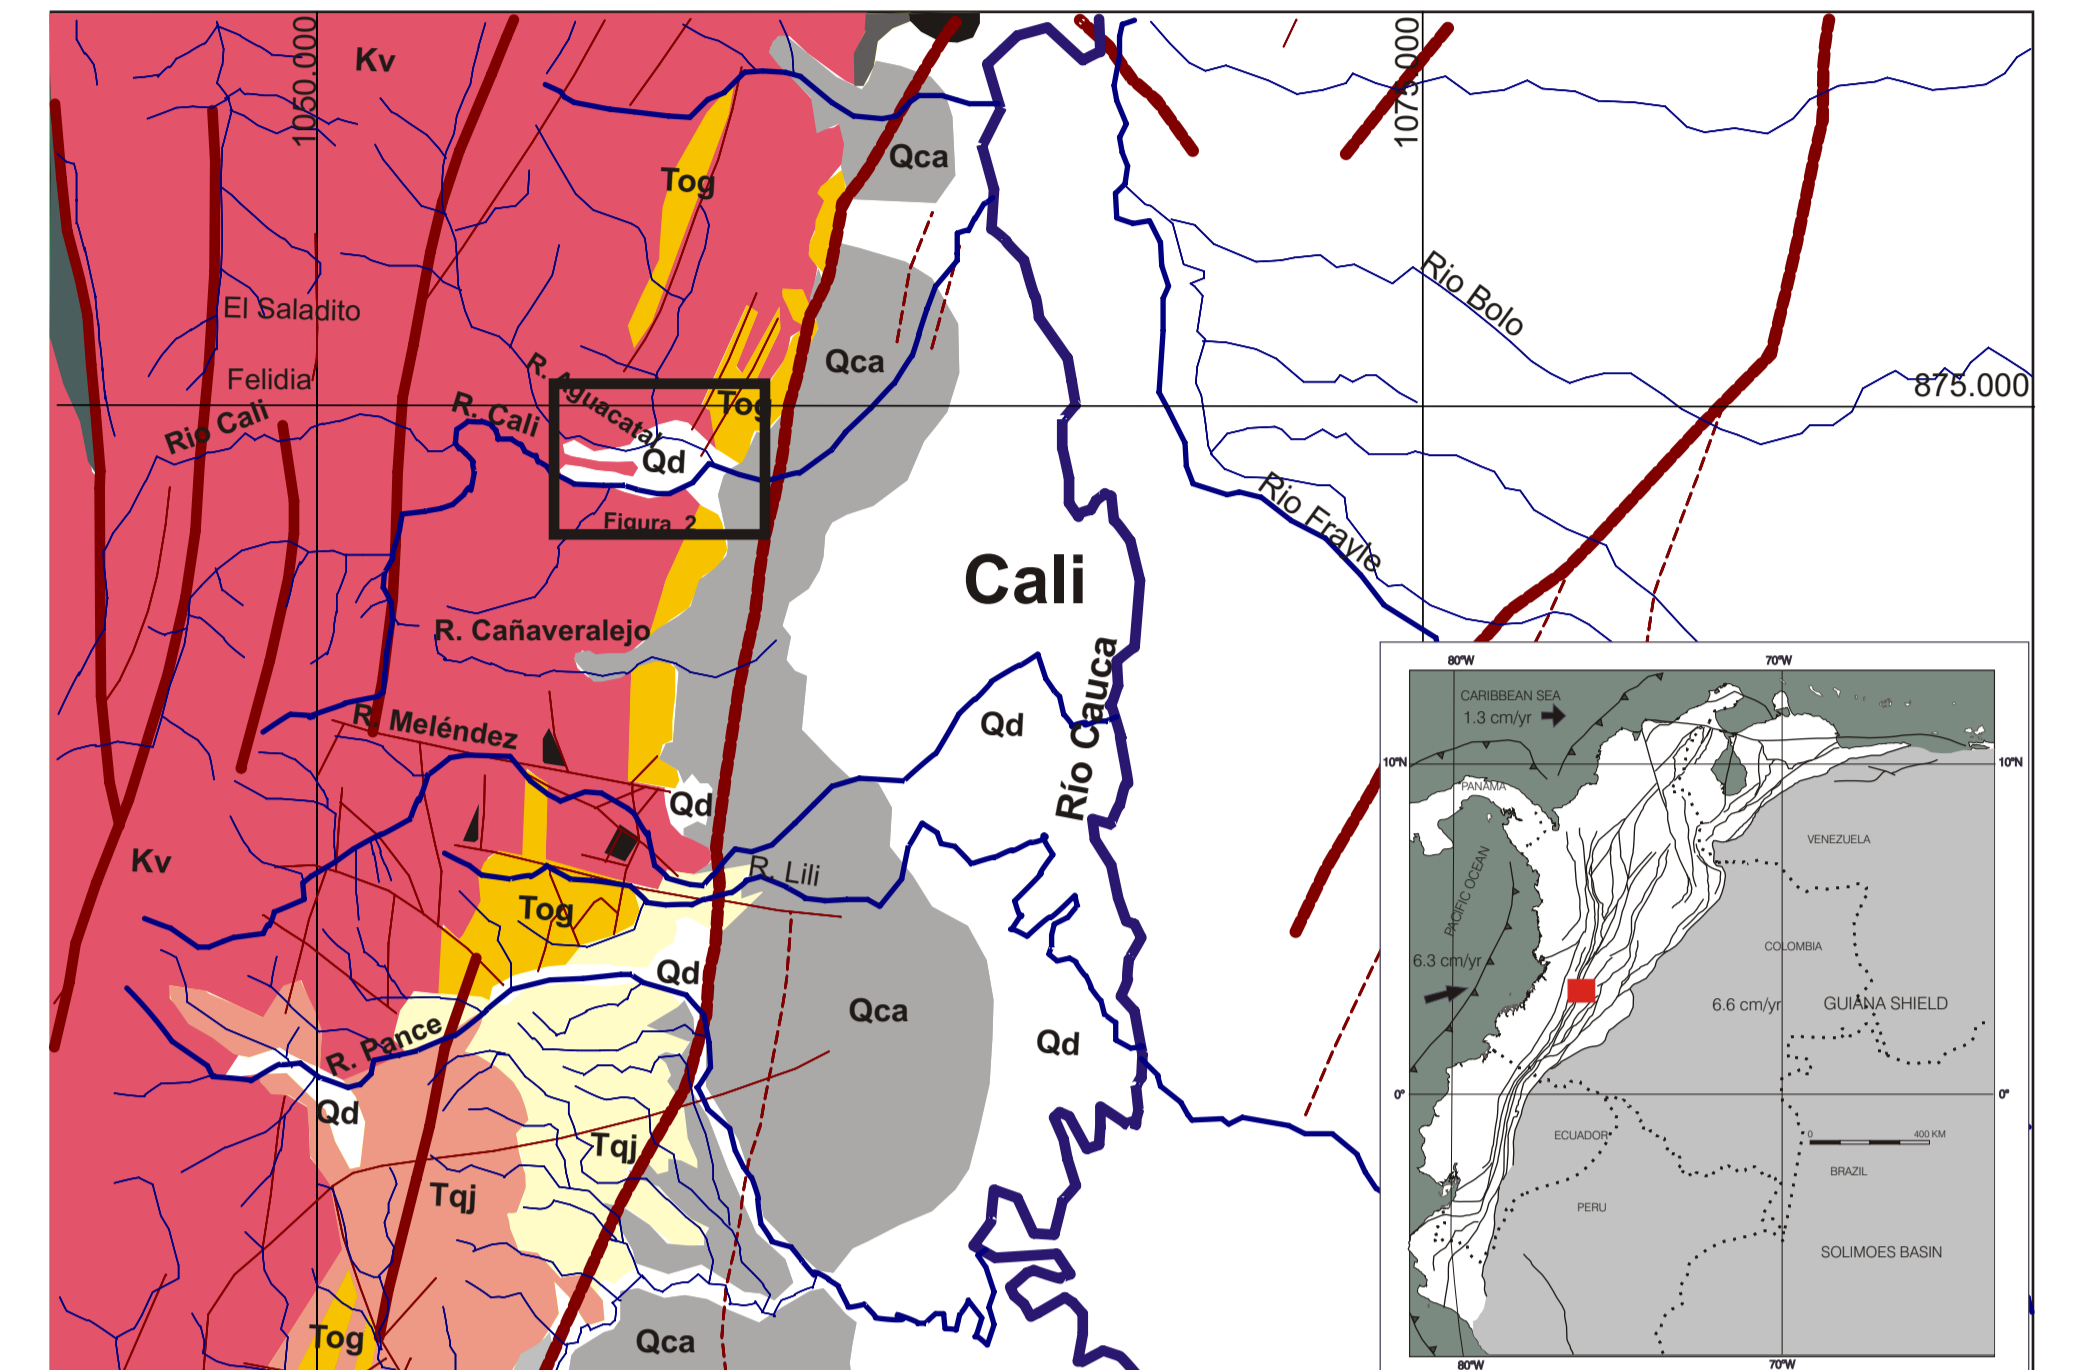 Kv
1050.000
1075.000
Qca
Tog
Rio Bolo
El Saladito
Qca
Felidia
R. Aguacatal
875.000
R. Cali
Tog
Rio Cali
Qd
Rio Frayle
Figura 2
Cali
R. Cañaveralejo
Río Cauca
R. Meléndez
Qd
Qd
Kv
R. Lili
Tog
Qd
Qca
R. Pance
Qd
Qd
Tqj
Tqj
Tog
Qca
80°W
70°W
CARIBBEAN SEA
1.3 cm/yr
10°N
10°N
PANAMA
VENEZUELA
PACIFIC OCEAN
COLOMBIA
6.3 cm/yr
6.6 cm/yr
GUIANA SHIELD
0°
0°
ECUADOR
0
400 KM
BRAZIL
PERU
SOLIMOES BASIN
80°W
70°W